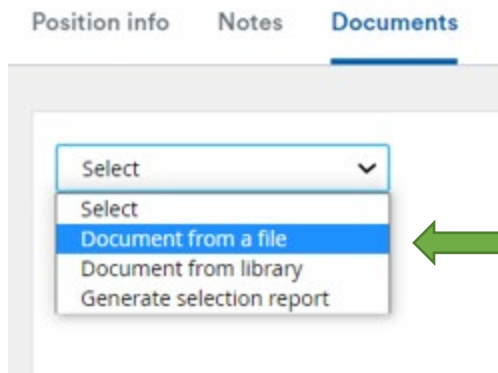 Position info Notes Documents
Select
Select
Document from a file
Document from library
Generate selection report